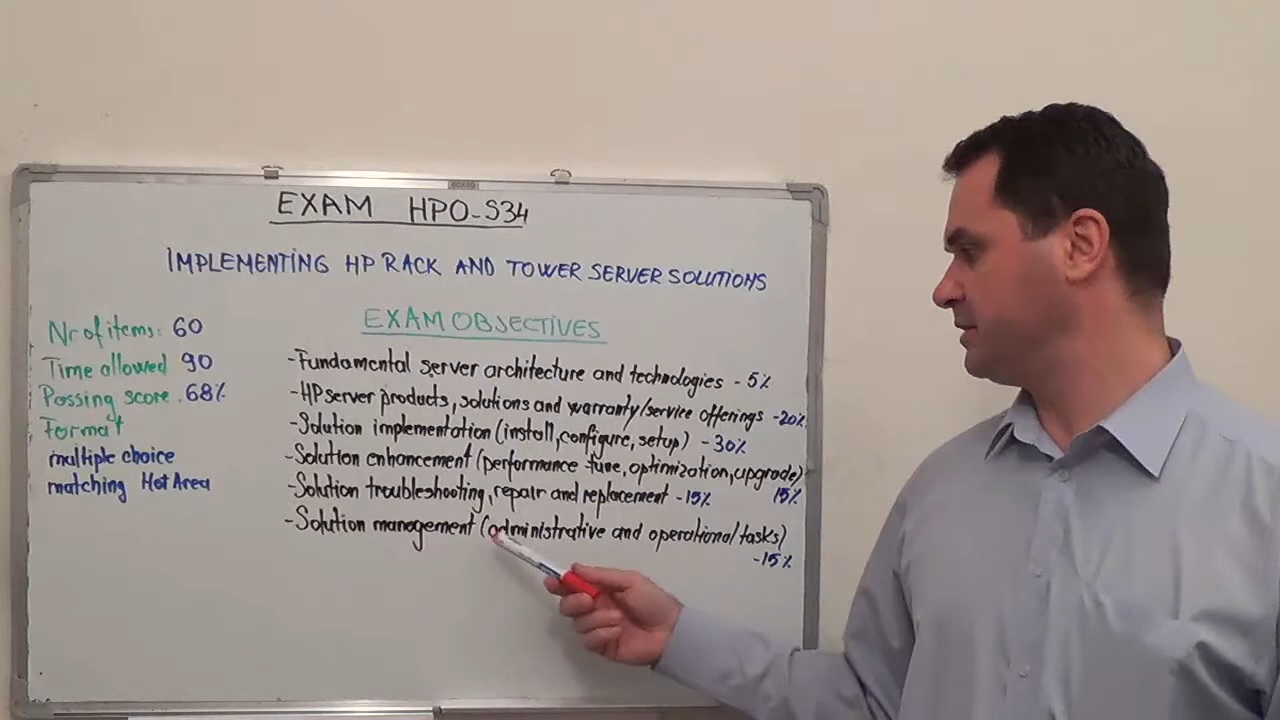 EXAM HPO-S34
IMPLEMENTING HP RACK AND TOWER SERVER SOLUTIONS
Nr of items: 60
Time allowed 90
Passing score . 68%
Format
multiple choice
matching Hot Area
EXAM OBJECTIVES
-Fundamental server architecture and technologies - 5%
-HP server products, solutions and warranty/service offerings -20%
-Solution implementation (install, configure, setup) -30%
-Solution enhancement (performance tune, optimization, upgrade)
15%
-Solution troubleshooting, repair and replacement -15%
-Solution management (administrative and operational tasks)
-15%